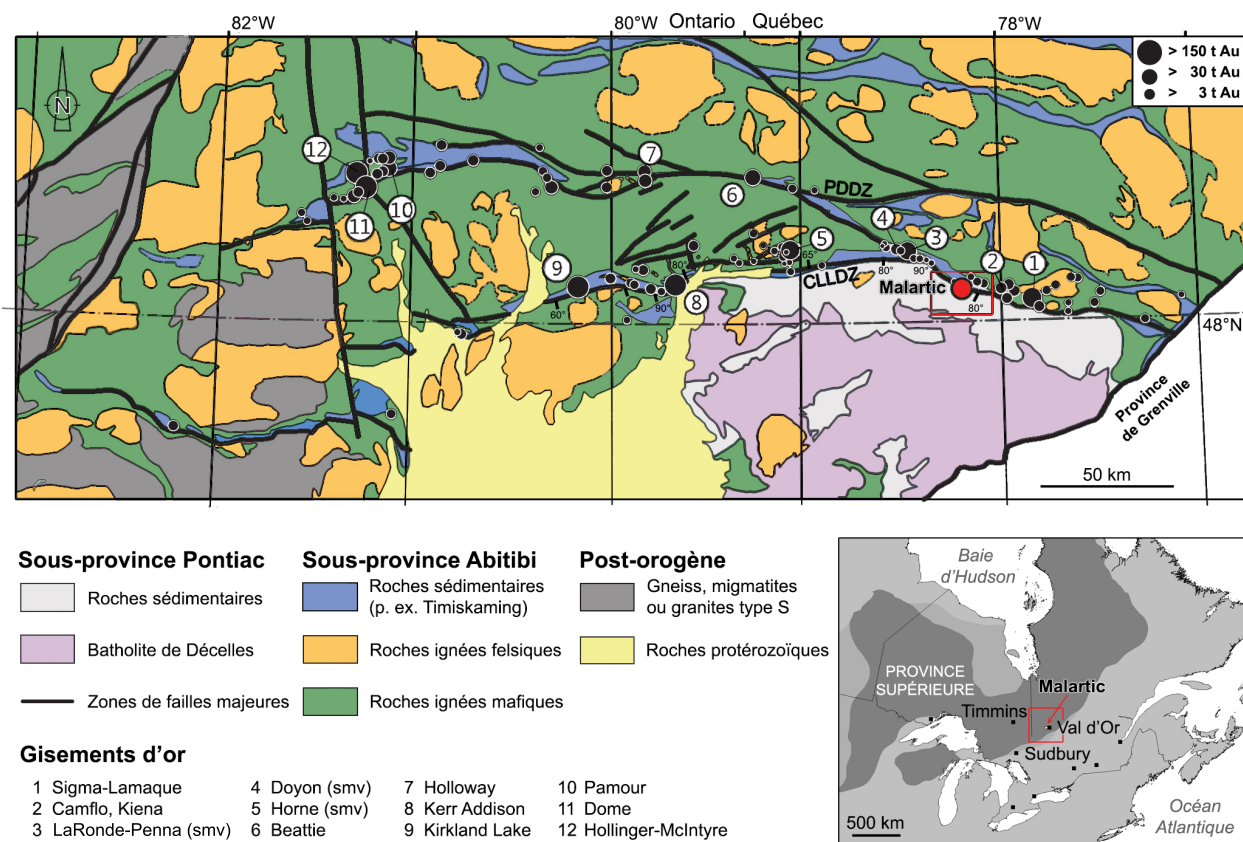 82°W
80°W
Ontario
Québec
78°W
> 150 t Au
> 30 t Au
> 3 t Au
N
12
7
6
PDDZ
10
11
4
5
3
9
65°
80°
CLLDZ
80°
90°
2
1
Malartic
8
60°
90°
80°
48°N
Province
de Grenville
50 km
Sous-province Pontiac
Roches sédimentaires
Batholite de Décelles
Zones de failles majeures
Sous-province Abitibi
Roches sédimentaires
(p. ex. Timiskaming)
Roches ignées felsiques
Roches ignées mafiques
Post-orogène
Gneiss, migmatites
ou granites type S
Roches protérozoïques
Gisements d'or
1 Sigma-Lamaque
2 Camflo, Kiena
3 LaRonde-Penna (smv)
4 Doyon (smv)
5 Horne (smv)
6 Beattie
7 Holloway
8 Kerr Addison
9 Kirkland Lake
10 Pamour
11 Dome
12 Hollinger-McIntyre
Baie
d'Hudson
PROVINCE
SUPÉRIEURE
Malartic
Timmins
Val d'Or
Sudbury
Océan
Atlantique
500 km